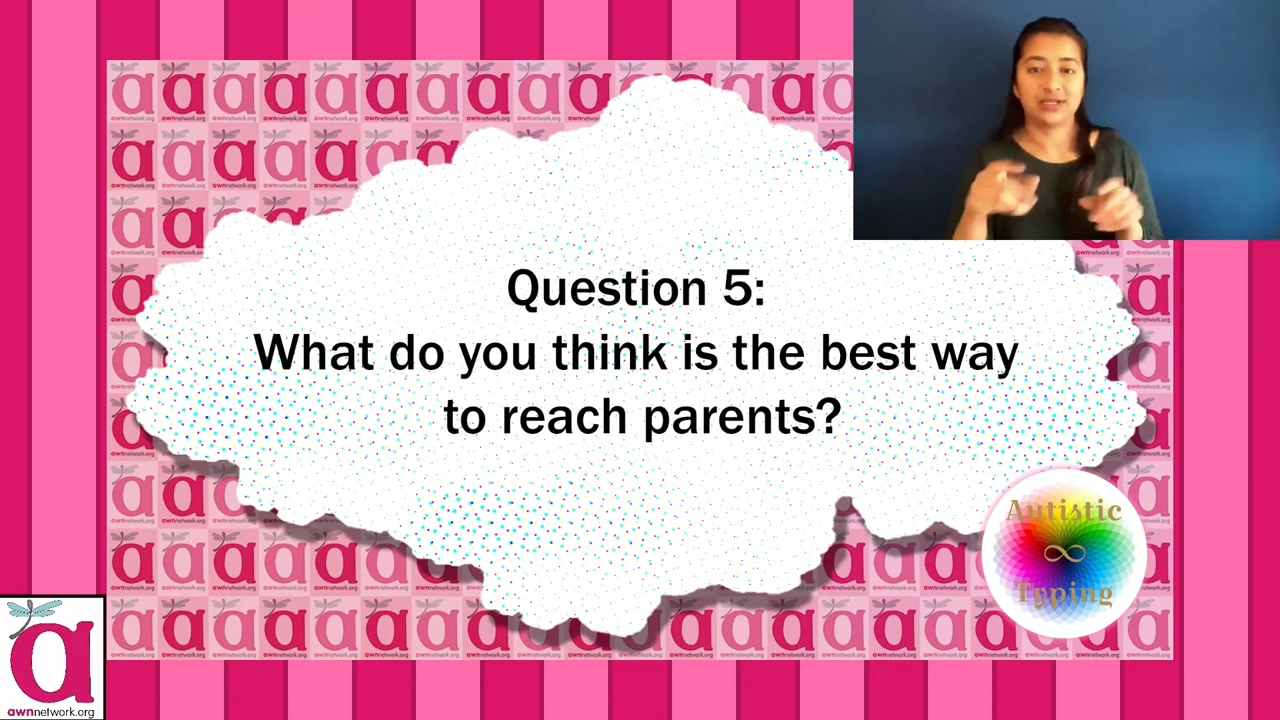 Question 5:
What do you think is the best way
to reach parents?
Autistic
Typing
a
awnnetwork.org